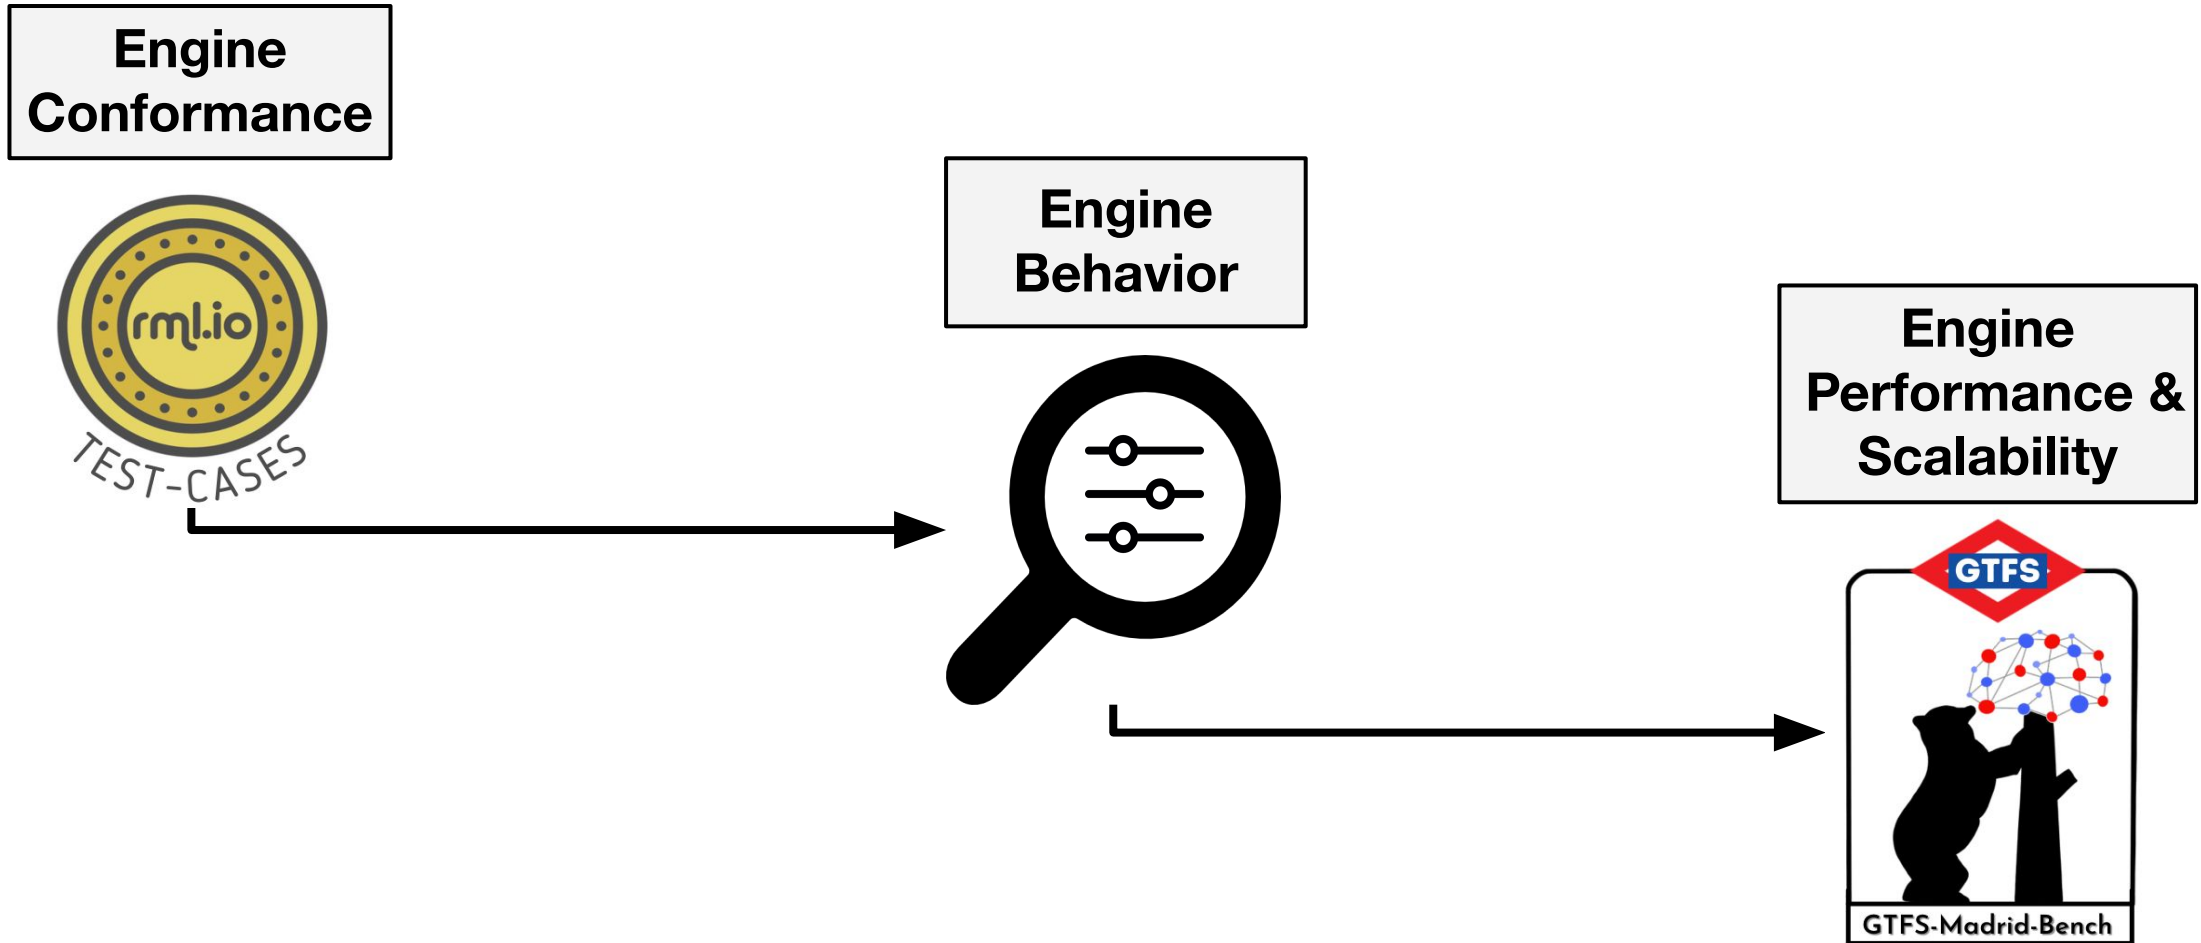 Engine
Conformance
rml.io
TEST-CASES
Engine
Behavior
Engine
Performance &
Scalability
GTFS
GTFS-Madrid-Bench